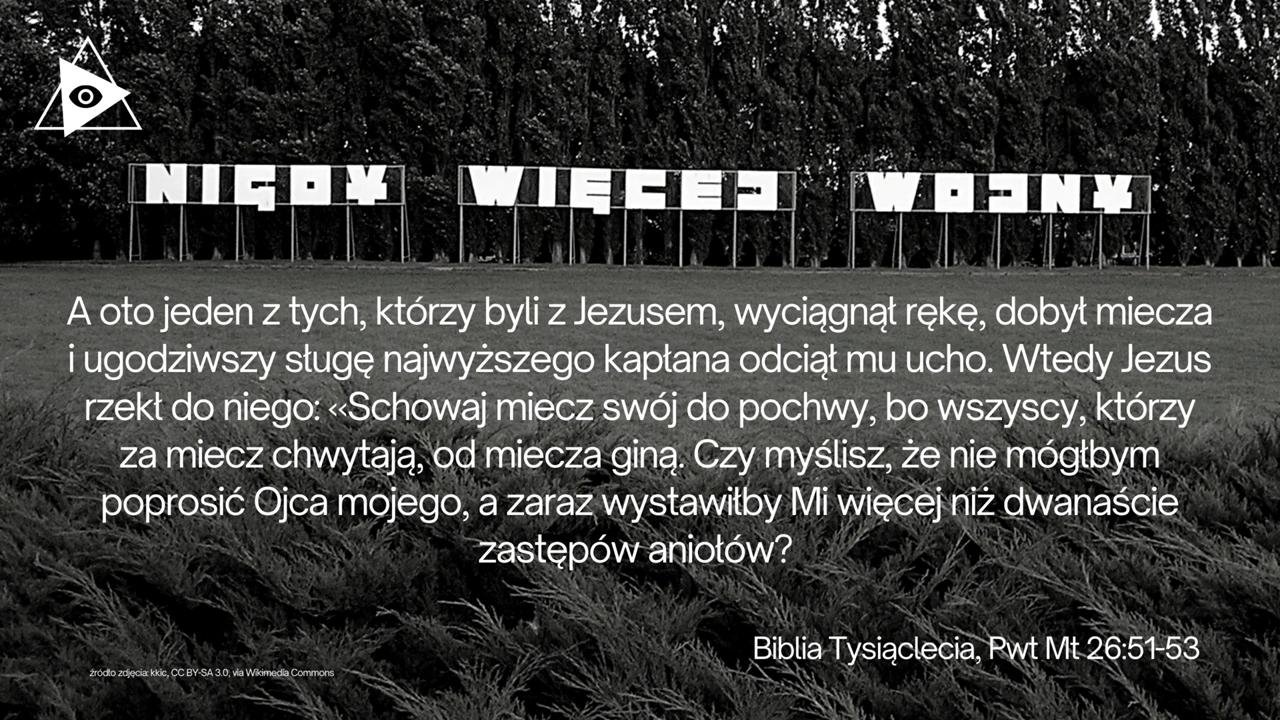 NIGDY WIĘCEJ WOJNY
A oto jeden z tych, którzy byli z Jezusem, wyciągnął rękę, dobył miecza
i ugodziwszy sługę najwyższego kapłana odciął mu ucho. Wtedy Jezus
rzekł do niego: «Schowaj miecz swój do pochwy, bo wszyscy, którzy
za miecz chwytają, od miecza giną. Czy myślisz, że nie mógłbym
poprosić Ojca mojego, a zaraz wystawiłby Mi więcej niż dwanaście
zastępów aniołów?
Biblia Tysiąclecia, Pwt Mt 26:51-53
źródło zdjęcia: kkic, CC BY-SA 3.0, via Wikimedia Commons